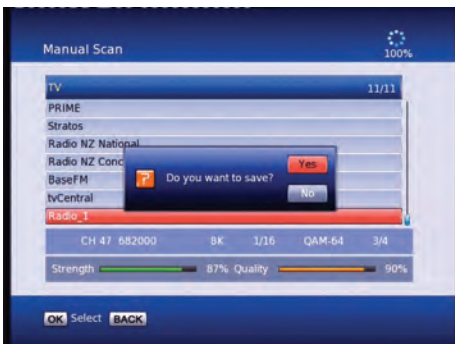 Manual Scan
100%
TV 11/11
PRIME
Stratos
Radio NZ National
Radio NZ Conc
BaseFM
tvCentral
Radio_1
Do you want to save?
Yes
No
CH 47 682000 8K 1/16 QAM-64 3/4
Strength 87% Quality 90%
OK Select BACK